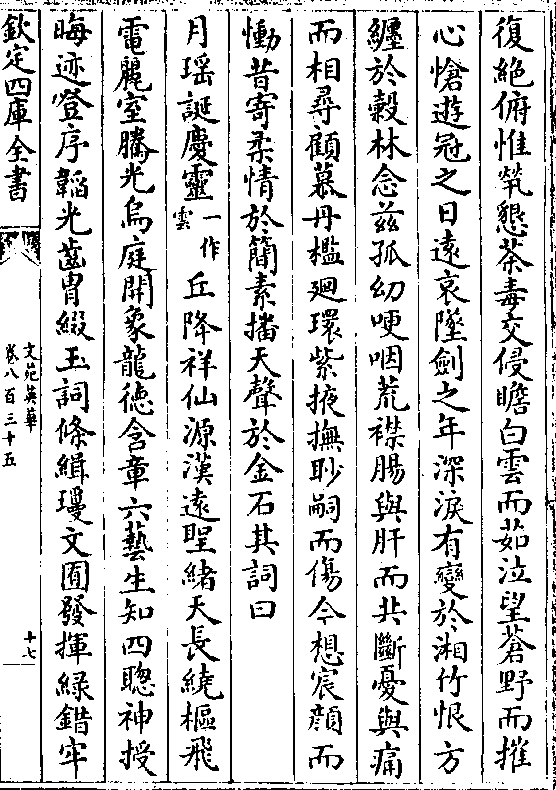 復絶俯惟煢懇荼毒交侵瞻白雲而茹泣望蒼野而摧
心愴遊冠之日遠哀墜劍之年深淚有變於湘竹恨方
纒於榖林念兹孤幼哽咽荒襟腸與肝而共斷憂與痛
而相尋顧慕丹檻廻環紫掖撫眇嗣而傷今想宸顔而
慟昔寄柔情於簡素播天聲於金石其詞曰
月瑶誕慶靈一作雲丘降祥仙源漢遠聖緒天長繞樞飛
電麗室騰光烏庭開象龍徳含章六藝生知四聰神授
晦迹登序韜光齒胄綴玉詞條緝瓊文囿發揮緑錯牢
欽定四庫全書
文苑英華
卷八百三十五
十七